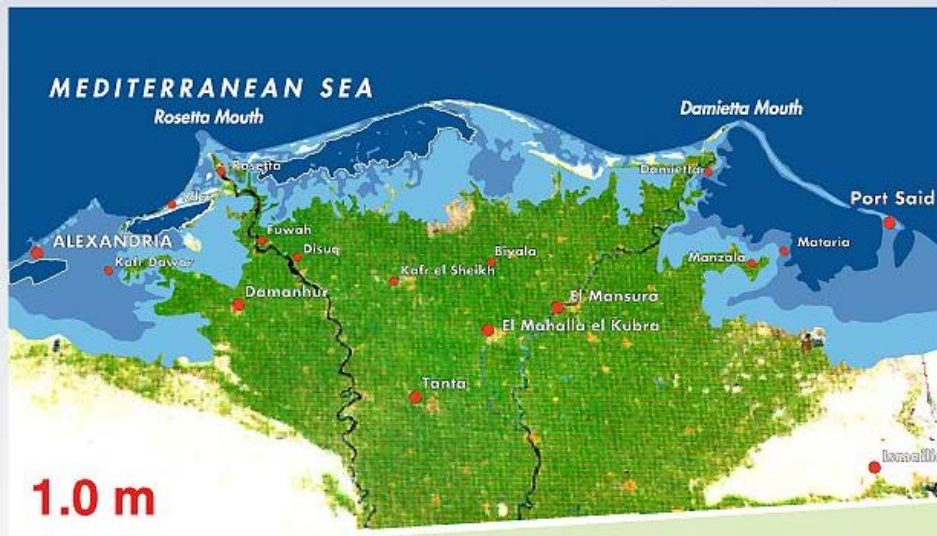 MEDITERRANEAN SEA
Rosetta Mouth
Damietta Mouth
Rosetta
Damietta
Port Said
ALEXANDRIA
Kafr Dawar
Fuwah
Disuq
Biyala
Mataria
Manzala
Kafr el Sheikh
Damanhur
El Mansura
El Mahalla el Kubra
Tanta
1.0 m